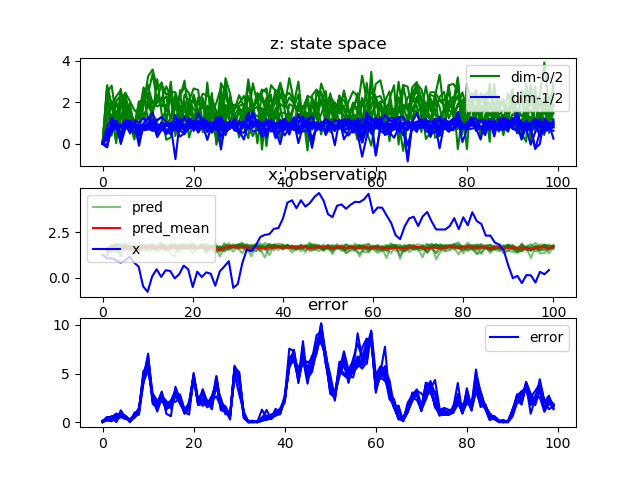 z: state space
4
2
0
dim-0/2
dim-1/2
0 20 40 60 80 100
x: observation
2.5
0.0
pred
pred_mean
x
0 20 40 60 80 100
error
10
5
0
error
0 20 40 60 80 100